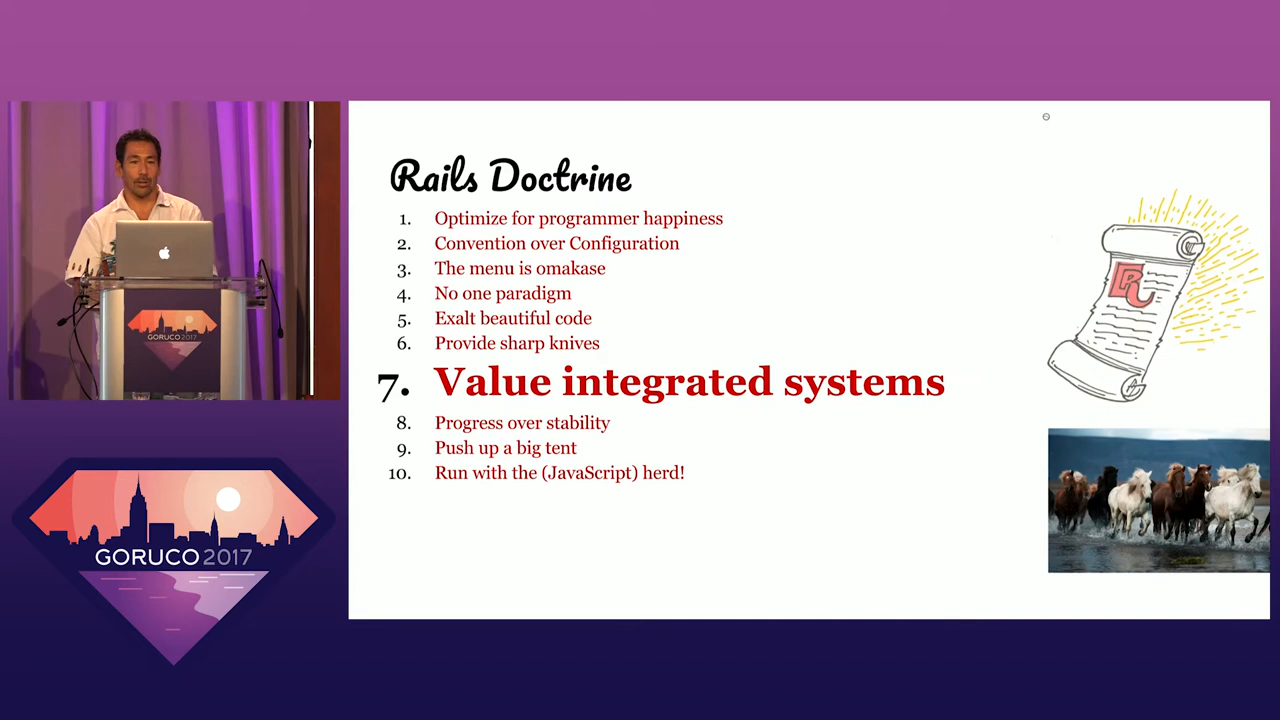 Rails Doctrine
1. Optimize for programmer happiness
2. Convention over Configuration
3. The menu is omakase
4. No one paradigm
5. Exalt beautiful code
6. Provide sharp knives
7. Value integrated systems
8. Progress over stability
9. Push up a big tent
10. Run with the (JavaScript) herd!
GORUCO 2017
GORUCO 2017